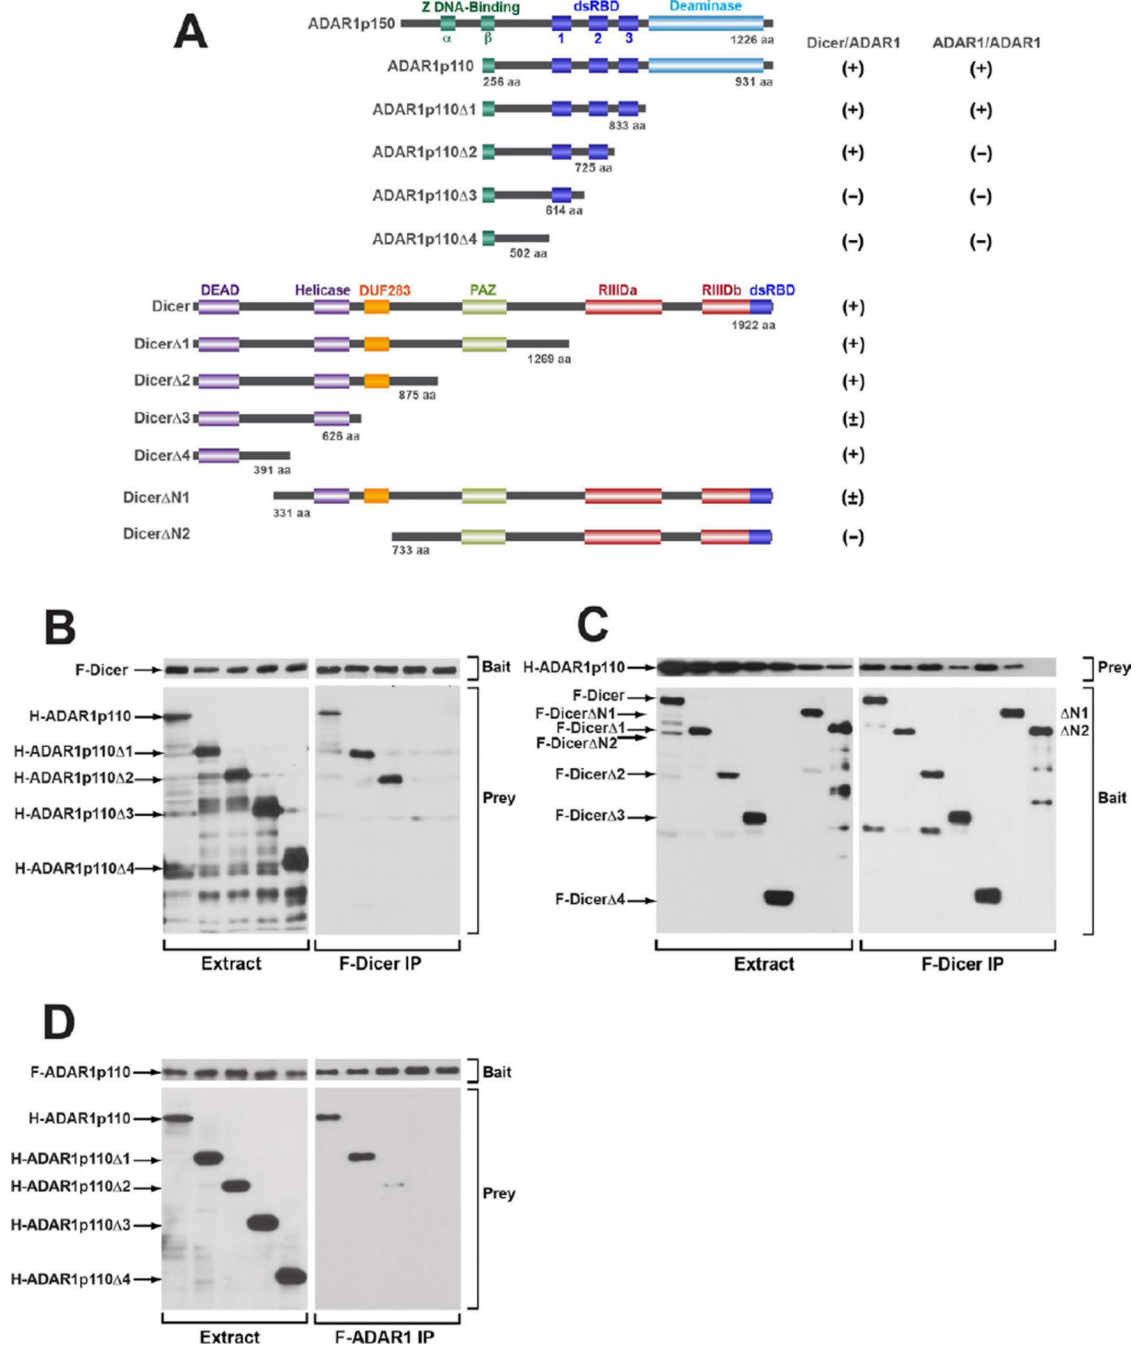 A
Z DNA-Binding dsRBD Deaminase
ADAR1p150
α β 1 2 3 1226 aa
Dicer/ADAR1 ADAR1/ADAR1
ADAR1p110 (+) (+)
256 aa 931 aa
ADAR1p110Δ1 (+) (+)
833 aa
ADAR1p110Δ2 (+) (–)
725 aa
ADAR1p110Δ3 (–) (–)
614 aa
ADAR1p110Δ4 (–) (–)
502 aa
DEAD Helicase DUF283 PAZ RIIIDa RIIIDb dsRBD
Dicer (+)
1922 aa
DicerΔ1 (+)
1269 aa
DicerΔ2 (+)
875 aa
DicerΔ3 (±)
626 aa
DicerΔ4 (+)
391 aa
DicerΔN1 (±)
331 aa
DicerΔN2 (–)
733 aa
B
F-Dicer Bait
H-ADAR1p110
H-ADAR1p110Δ1
H-ADAR1p110Δ2
H-ADAR1p110Δ3
H-ADAR1p110Δ4
Prey
Extract F-Dicer IP
C
H-ADAR1p110 Prey
F-Dicer
F-DicerΔN1 ΔN1
F-DicerΔ1 ΔN2
F-DicerΔN2
F-DicerΔ2
F-DicerΔ3
F-DicerΔ4
Bait
Extract F-Dicer IP
D
F-ADAR1p110 Bait
H-ADAR1p110
H-ADAR1p110Δ1
H-ADAR1p110Δ2
H-ADAR1p110Δ3
H-ADAR1p110Δ4
Prey
Extract F-ADAR1 IP